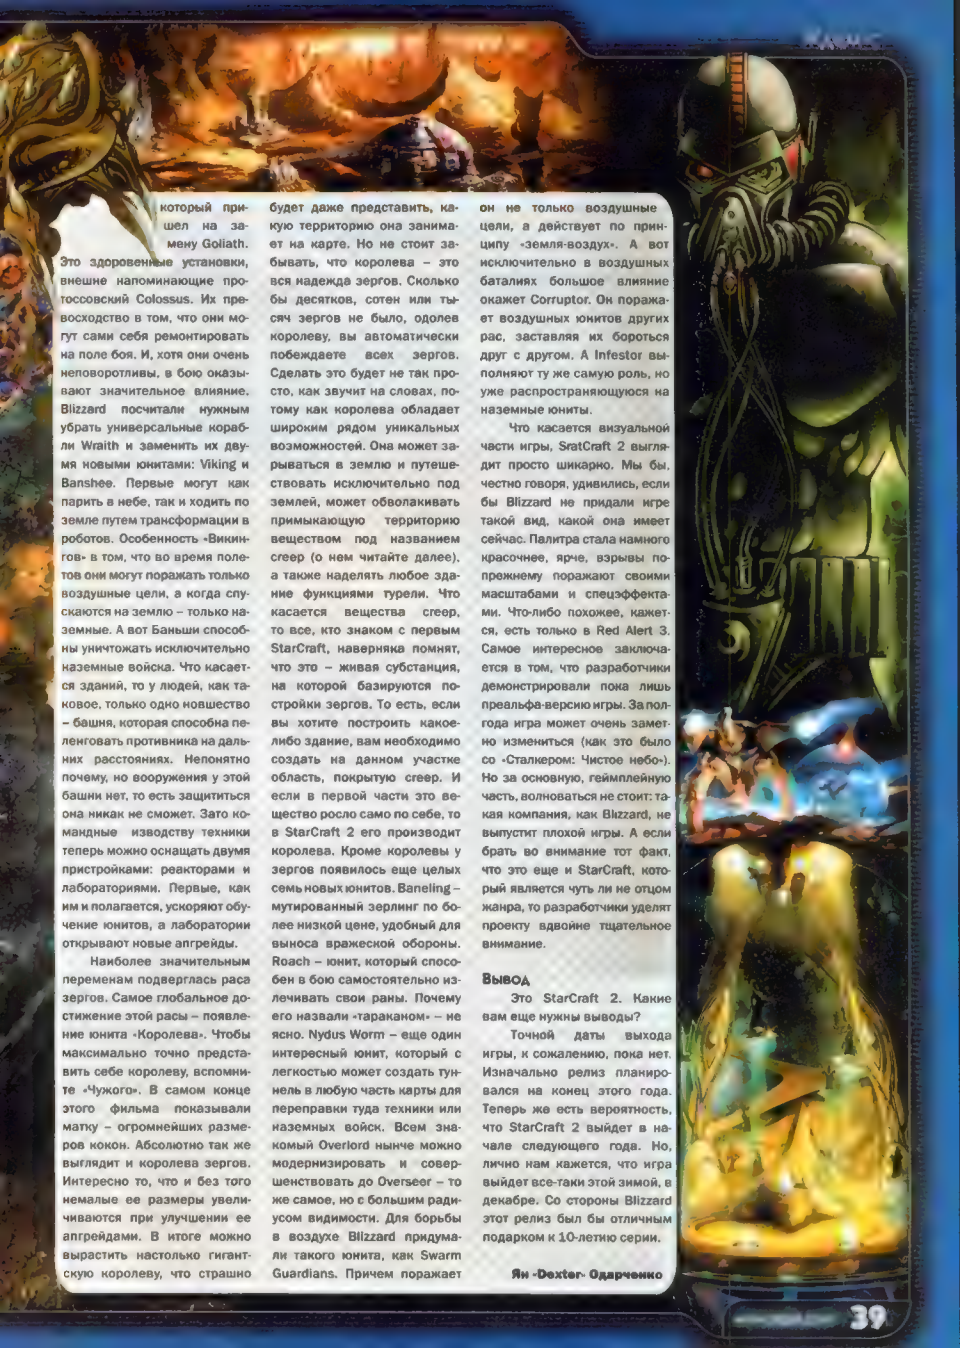 который при-
шел на за-
мену Goliath.
Это здоровенные установки,
внешне напоминающие про-
тоссовский Colossus. Их пре-
восходство в том, что они мо-
гут сами себя ремонтировать
на поле боя. И, хотя они очень
неповоротливы, в бою оказы-
вают значительное влияние.
Blizzard посчитали нужным
убрать универсальные кораб-
ли Wraith и заменить их дву-
мя новыми юнитами: Viking и
Banshee. Первые могут как
парить в небе, так и ходить по
земле путем трансформации в
роботов. Особенность «Викин-
гов» в том, что во время поле-
тов они могут поражать только
воздушные цели, а когда спу-
скаются на землю – только на-
земные. А вот Баньши способ-
ны уничтожать исключительно
наземные войска. Что касает-
ся зданий, то у людей, как та-
ковое, только одно новшество
– башня, которая способна пе-
ленговать противника на даль-
них расстояниях. Непонятно
почему, но вооружения у этой
башни нет, то есть защититься
она никак не сможет. Зато ко-
мандные изводству техники
теперь можно оснащать двумя
пристройками: реакторами и
лабораториями. Первые, как
им и полагается, ускоряют обу-
чение юнитов, а лаборатории
открывают новые апгрейды.
Наиболее значительным
переменам подверглась раса
зергов. Самое глобальное до-
стижение этой расы – появле-
ние юнита «Королева». Чтобы
максимально точно предста-
вить себе королеву, вспомни-
те «Чужого». В самом конце
этого фильма показывали
матку – огромнейших разме-
ров кокон. Абсолютно так же
выглядит и королева зергов.
Интересно то, что и без того
немалые ее размеры увели-
чиваются при улучшении ее
апгрейдами. В итоге можно
вырастить настолько гигант-
скую королеву, что страшно
будет даже представить, ка-
кую территорию она занима-
ет на карте. Но не стоит за-
бывать, что королева – это
вся надежда зергов. Сколько
бы десятков, сотен или ты-
сяч зергов не было, одолев
королеву, вы автоматически
побеждаете всех зергов.
Сделать это будет не так про-
сто, как звучит на словах, по-
тому как королева обладает
широким рядом уникальных
возможностей. Она может за-
рываться в землю и путеше-
ствовать исключительно под
землей, может обволакивать
примыкающую территорию
веществом под названием
creep (о нем читайте далее),
а также наделять любое зда-
ние функциями турели. Что
касается вещества creep,
то все, кто знаком с первым
StarCraft, наверняка помнят,
что это – живая субстанция,
на которой базируются по-
стройки зергов. То есть, если
вы хотите построить какое-
либо здание, вам необходимо
создать на данном участке
область, покрытую creep. И
если в первой части это ве-
щество росло само по себе, то
в StarCraft 2 его производит
королева. Кроме королевы у
зергов появилось еще целых
семь новых юнитов. Baneling –
мутированный зерлинг по бо-
лее низкой цене, удобный для
выноса вражеской обороны.
Roach – юнит, который спосо-
бен в бою самостоятельно из-
лечивать свои раны. Почему
его назвали «тараканом» – не
ясно. Nydus Worm – еще один
интересный юнит, который с
легкостью может создать тун-
нель в любую часть карты для
переправки туда техники или
наземных войск. Всем зна-
комый Overlord нынче можно
модернизировать и совер-
шенствовать до Overseer – то
же самое, но с большим ради-
усом видимости. Для борьбы
в воздухе Blizzard придума-
ли такого юнита, как Swarm
Guardians. Причем поражает
он не только воздушные
цели, а действует по прин-
ципу «земля-воздух». А вот
исключительно в воздушных
баталиях большое влияние
окажет Corruptor. Он поража-
ет воздушных юнитов других
рас, заставляя их бороться
друг с другом. А Infestor вы-
полняют ту же самую роль, но
уже распространяющуюся на
наземные юниты.
Что касается визуальной
части игры, SratCraft 2 выгля-
дит просто шикарно. Мы бы,
честно говоря, удивились, если
бы Blizzard не придали игре
такой вид, какой она имеет
сейчас. Палитра стала намного
красочнее, ярче, взрывы по-
прежнему поражают своими
масштабами и спецэффекта-
ми. Что-либо похожее, кажет-
ся, есть только в Red Alert 3.
Самое интересное заключа-
ется в том, что разработчики
демонстрировали пока лишь
преальфа-версию игры. За пол-
года игра может очень замет-
но измениться (как это было
со «Сталкером: Чистое небо»).
Но за основную, геймплейную
часть, волноваться не стоит: та-
кая компания, как Blizzard, не
выпустит плохой игры. А если
брать во внимание тот факт,
что это еще и StarCraft, кото-
рый является чуть ли не отцом
жанра, то разработчики уделят
проекту вдвойне тщательное
внимание.
Вывод
Это StarCraft 2. Какие
вам еще нужны выводы?
Точной даты выхода
игры, к сожалению, пока нет.
Изначально релиз планиро-
вался на конец этого года.
Теперь же есть вероятность,
что StarCraft 2 выйдет в на-
чале следующего года. Но,
лично нам кажется, что игра
выйдет все-таки этой зимой, в
декабре. Со стороны Blizzard
этот релиз был бы отличным
подарком к 10-летию серии.
Ян «Dexter» Одарченко
39